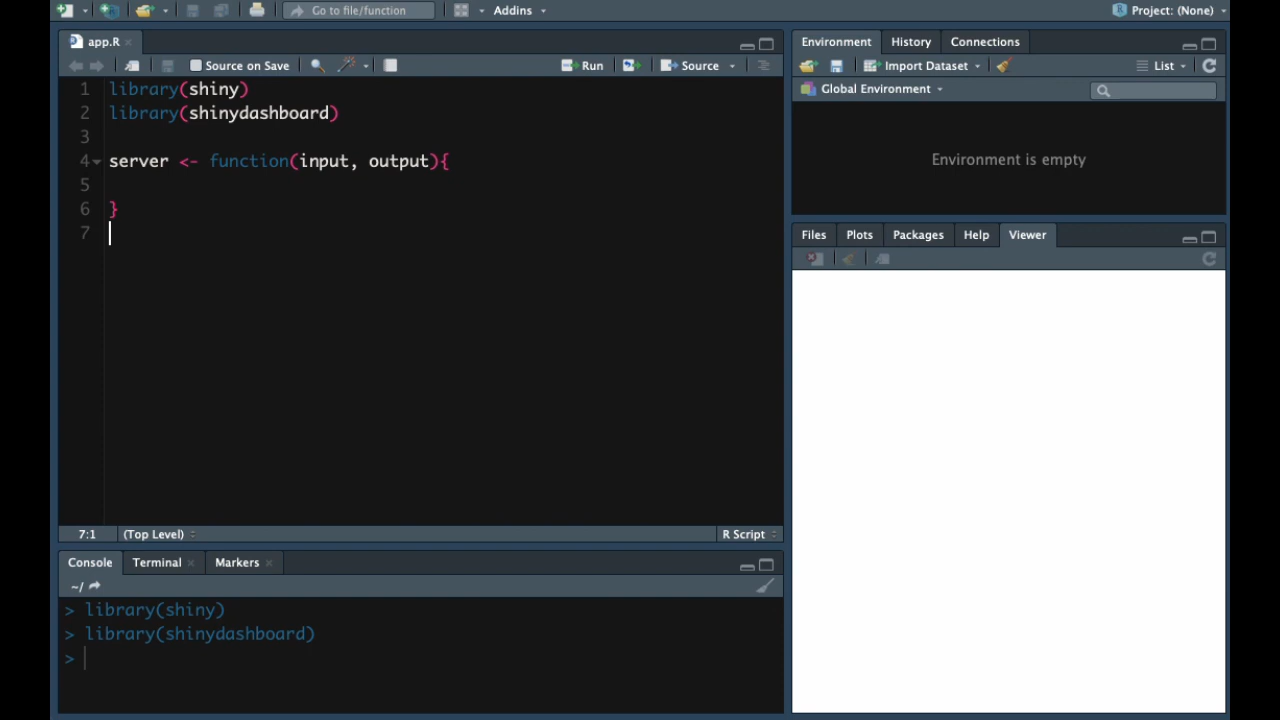 Go to file/function
Addins
Project: (None)
app.R
Source on Save
Run
Source
1 library(shiny)
2 library(shinydashboard)
3
4 server <- function(input, output){
5
6 }
7
7:1 (Top Level)
R Script
Console Terminal Markers
~/
> library(shiny)
> library(shinydashboard)
>
Environment History Connections
Import Dataset
List
Global Environment
Environment is empty
Files Plots Packages Help Viewer